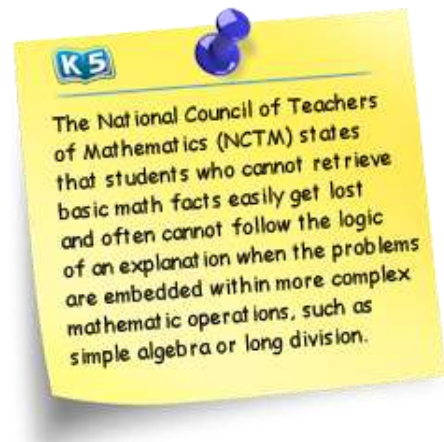 K5
The National Council of Teachers
of Mathematics (NCTM) states
that students who cannot retrieve
basic math facts easily get lost
and often cannot follow the logic
of an explanation when the problems
are embedded within more complex
mathematic operations, such as
simple algebra or long division.